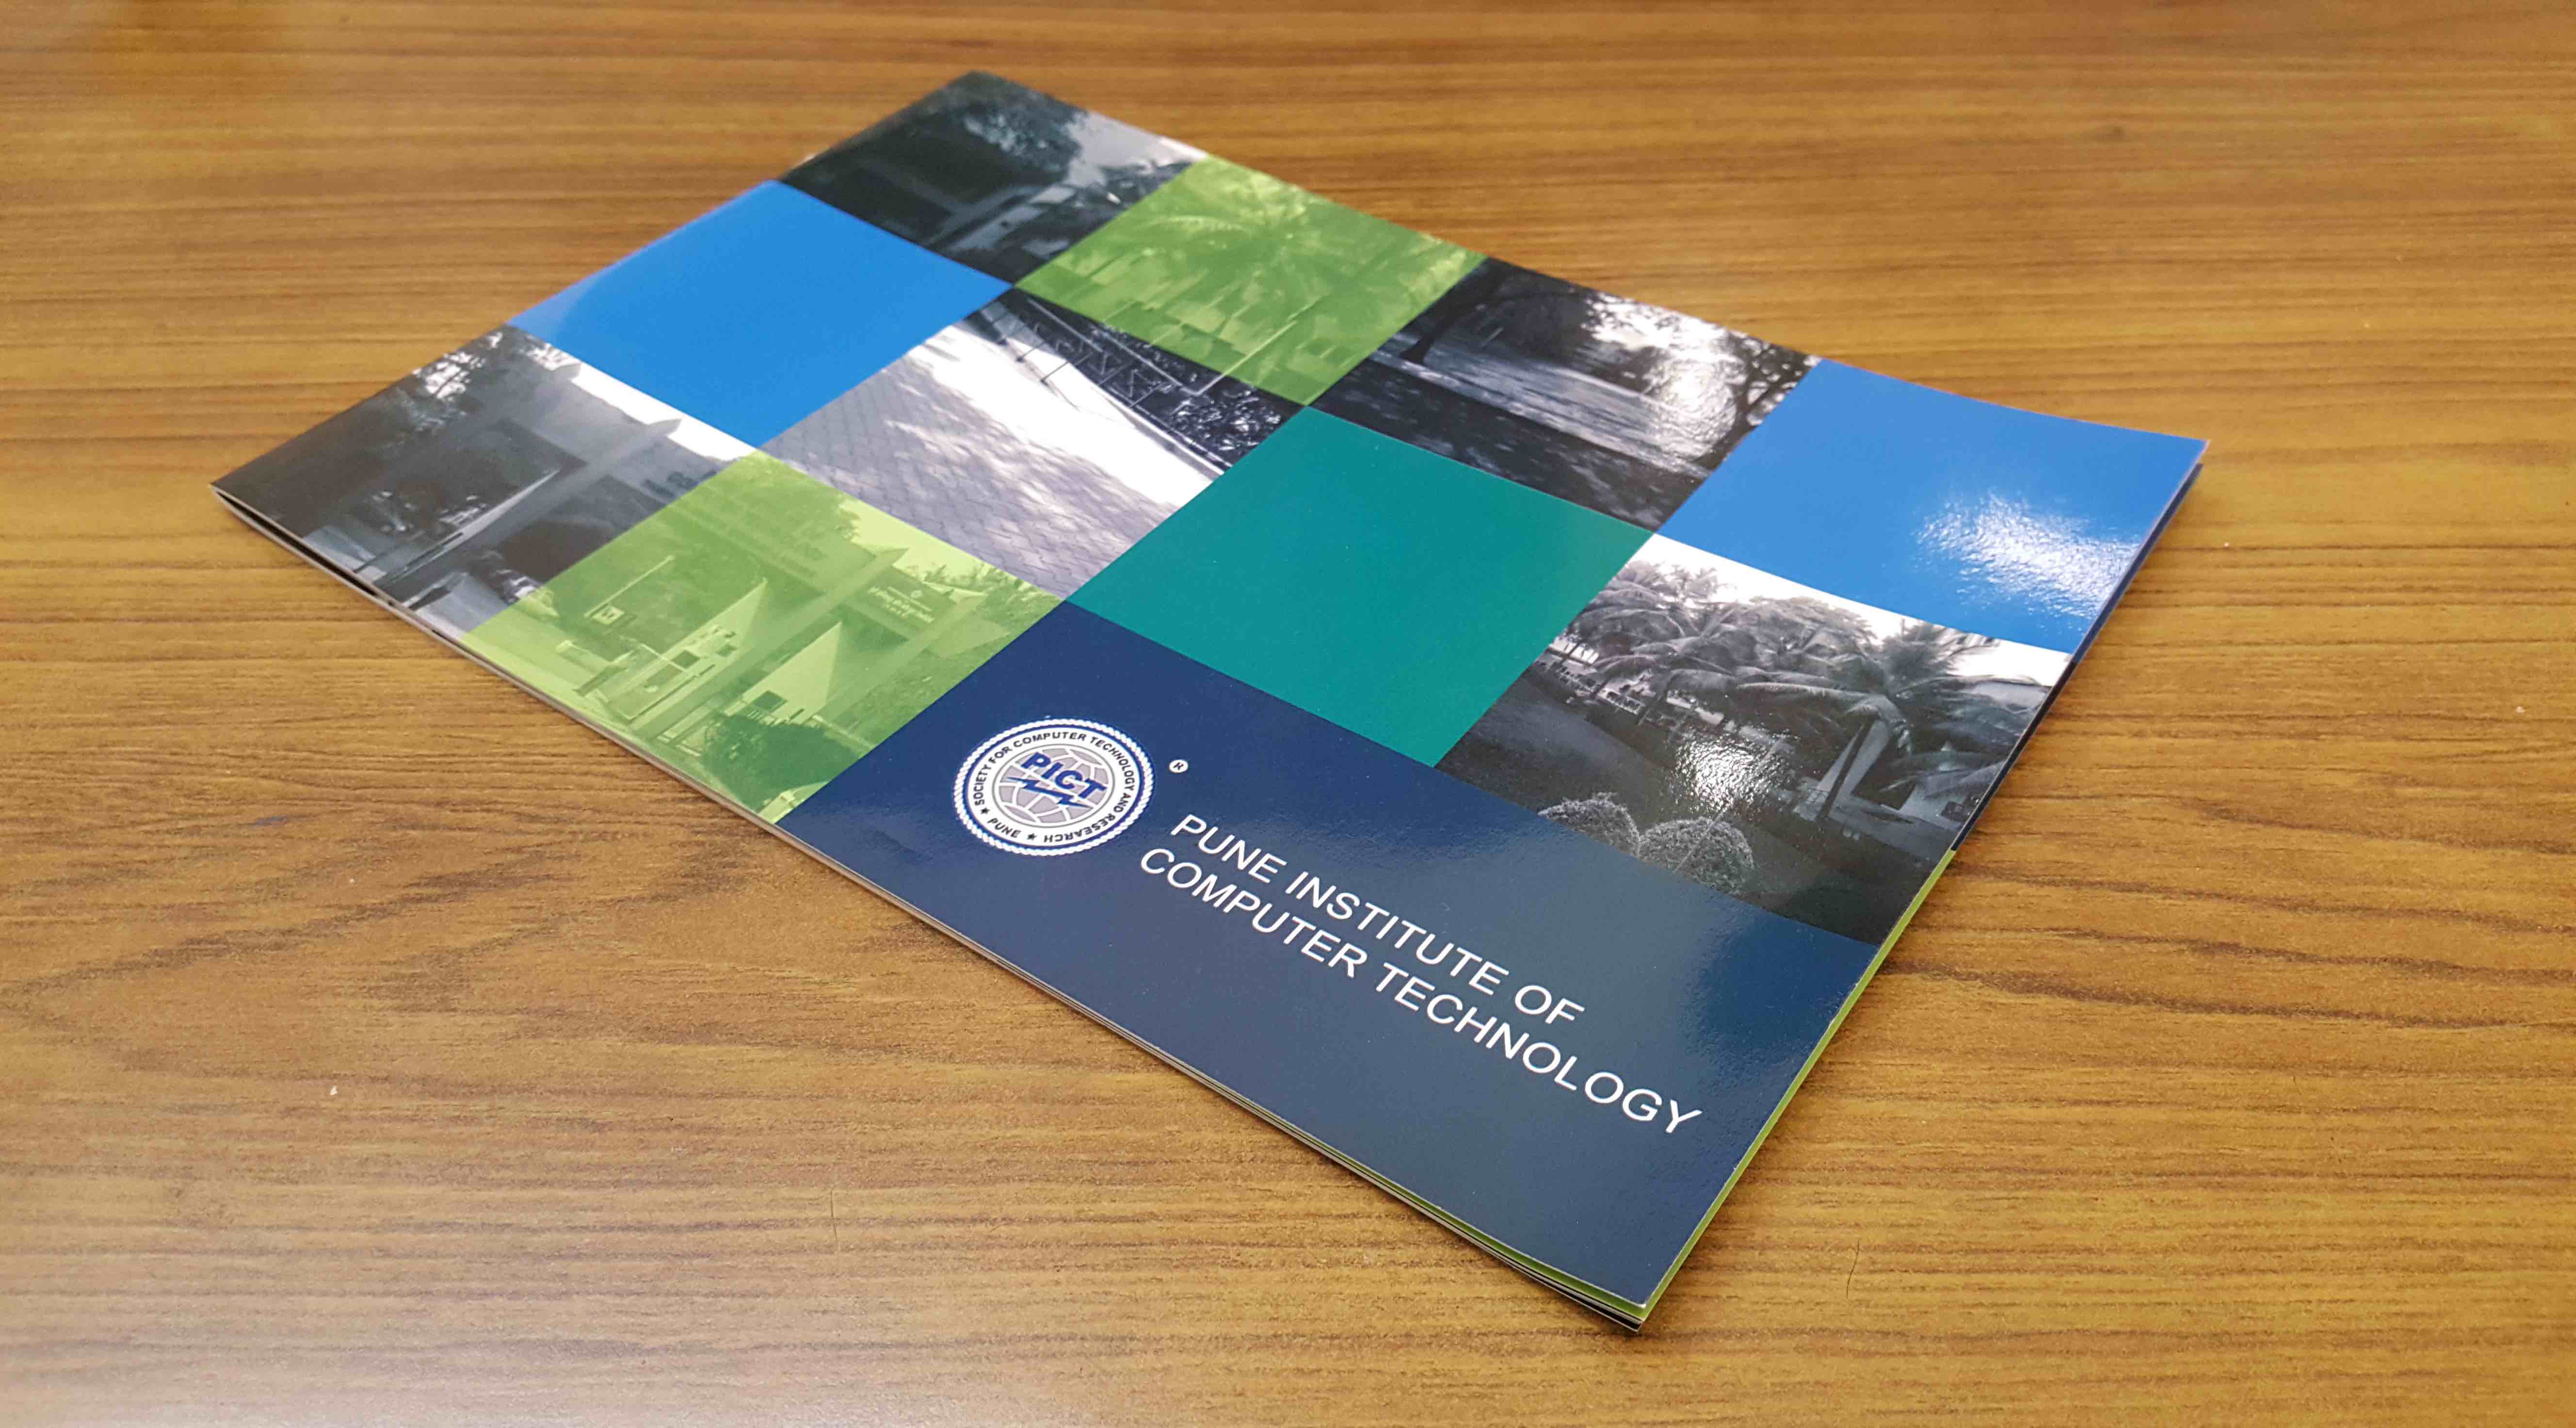 SOCIETY FOR COMPUTER TECHNOLOGY AND RESEARCH
★ PUNE ★
PICT
®
PUNE INSTITUTE OF
COMPUTER TECHNOLOGY